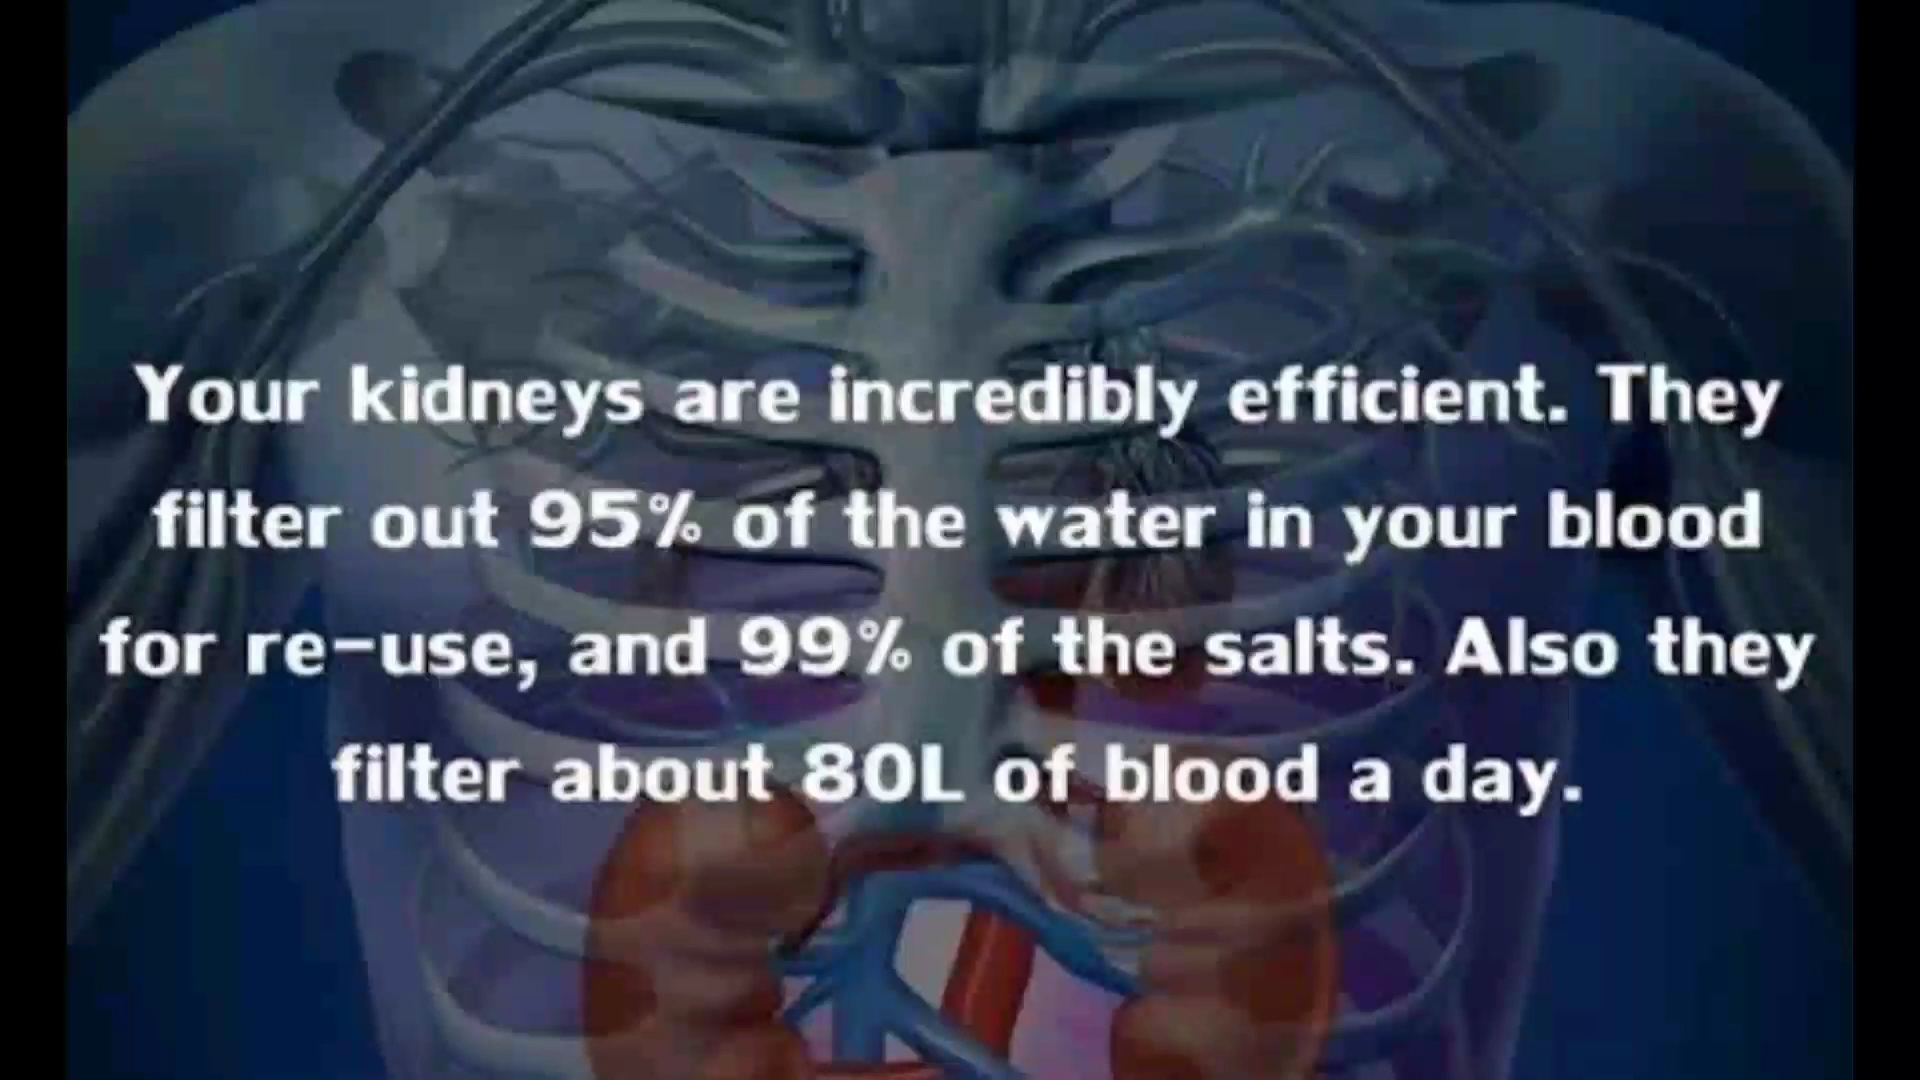 Your kidneys are incredibly efficient. They
filter out 95% of the water in your blood
for re-use, and 99% of the salts. Also they
filter about 80L of blood a day.